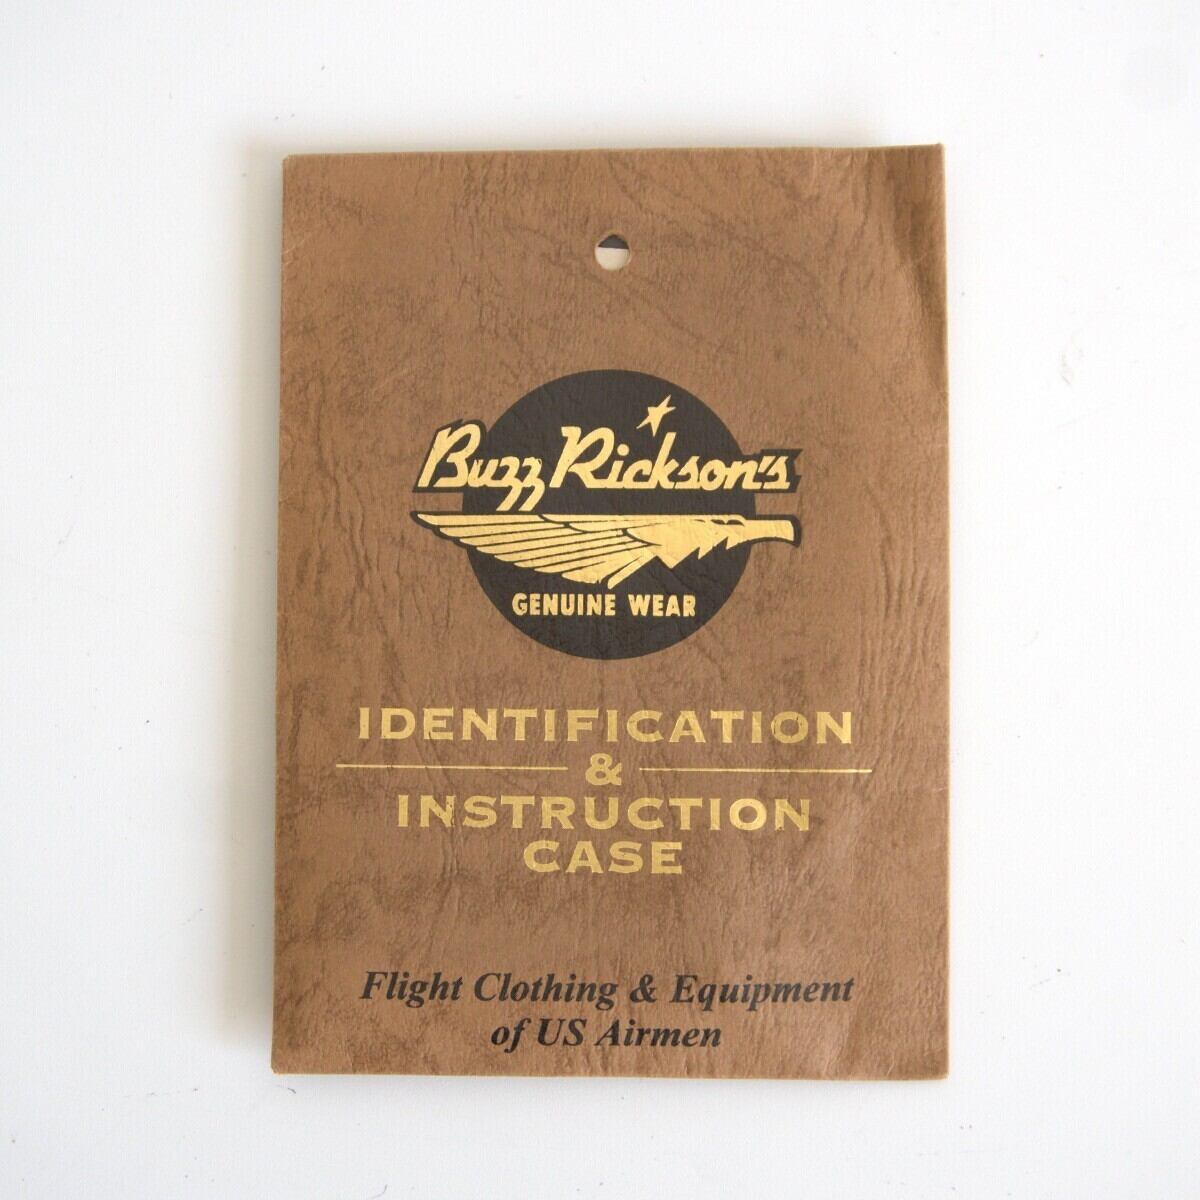 Buzz Rickson's
GENUINE WEAR
IDENTIFICATION
&
INSTRUCTION
CASE
Flight Clothing & Equipment
of US Airmen